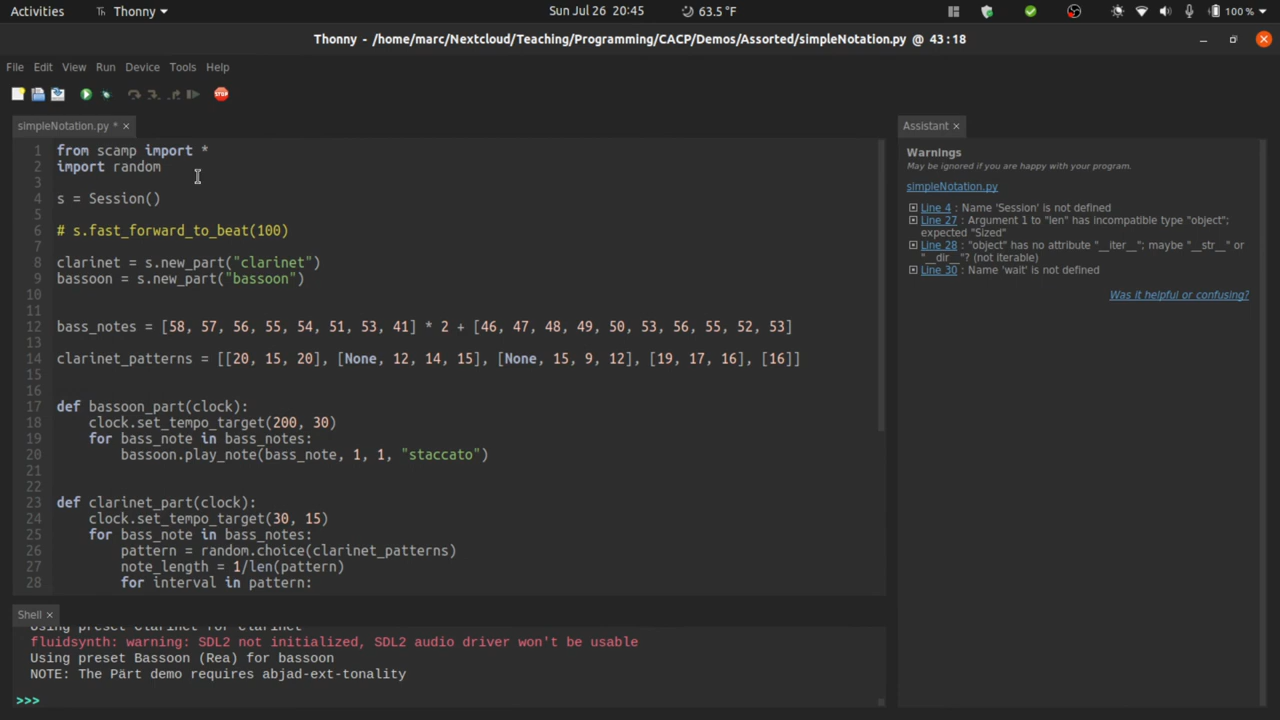 Activities Thonny Sun Jul 26 20:45 63.5 °F 100 %
Thonny - /home/marc/Nextcloud/Teaching/Programming/CACP/Demos/Assorted/simpleNotation.py @ 43:18
File Edit View Run Device Tools Help
STOP
simpleNotation.py *
1 from scamp import *
2 import random
3
4 s = Session()
5
6 # s.fast_forward_to_beat(100)
7
8 clarinet = s.new_part("clarinet")
9 bassoon = s.new_part("bassoon")
10
11
12 bass_notes = [58, 57, 56, 55, 54, 51, 53, 41] * 2 + [46, 47, 48, 49, 50, 53, 56, 55, 52, 53]
13
14 clarinet_patterns = [[20, 15, 20], [None, 12, 14, 15], [None, 15, 9, 12], [19, 17, 16], [16]]
15
16
17 def bassoon_part(clock):
18 clock.set_tempo_target(200, 30)
19 for bass_note in bass_notes:
20 bassoon.play_note(bass_note, 1, 1, "staccato")
21
22
23 def clarinet_part(clock):
24 clock.set_tempo_target(30, 15)
25 for bass_note in bass_notes:
26 pattern = random.choice(clarinet_patterns)
27 note_length = 1/len(pattern)
28 for interval in pattern:
Assistant
Warnings
May be ignored if you are happy with your program.
simpleNotation.py
Line 4 : Name 'Session' is not defined
Line 27 : Argument 1 to "len" has incompatible type "object";
expected "Sized"
Line 28 : "object" has no attribute "__iter__"; maybe "__str__" or
"__dir__"? (not iterable)
Line 30 : Name 'wait' is not defined
Was it helpful or confusing?
Shell
Using preset Clarinet for clarinet
fluidsynth: warning: SDL2 not initialized, SDL2 audio driver won't be usable
Using preset Bassoon (Rea) for bassoon
NOTE: The Pärt demo requires abjad-ext-tonality
>>>